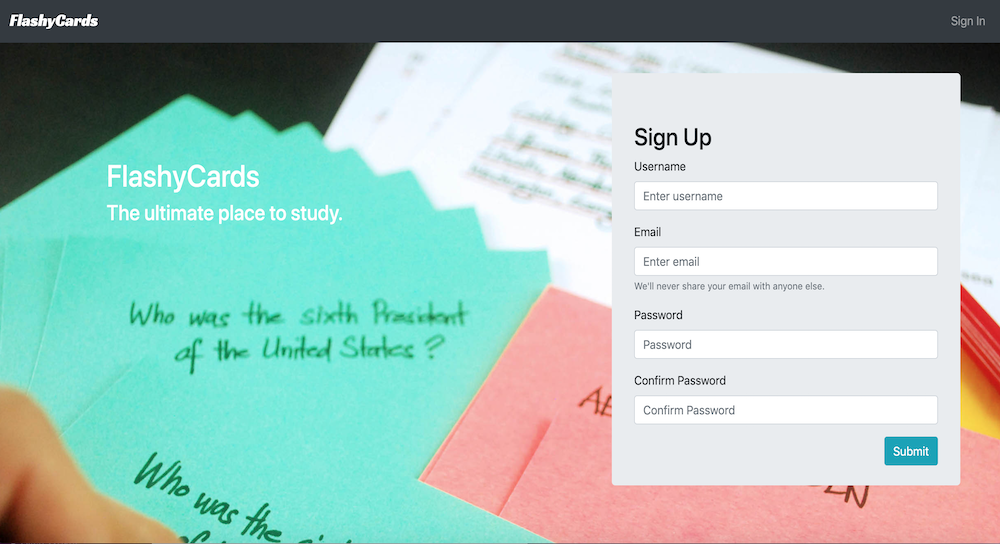 FlashyCards
Sign In
FlashyCards
The ultimate place to study.
Who was the sixth President
of the United States?
Who was the
Sign Up
Username
Enter username
Email
Enter email
We'll never share your email with anyone else.
Password
Password
Confirm Password
Confirm Password
Submit